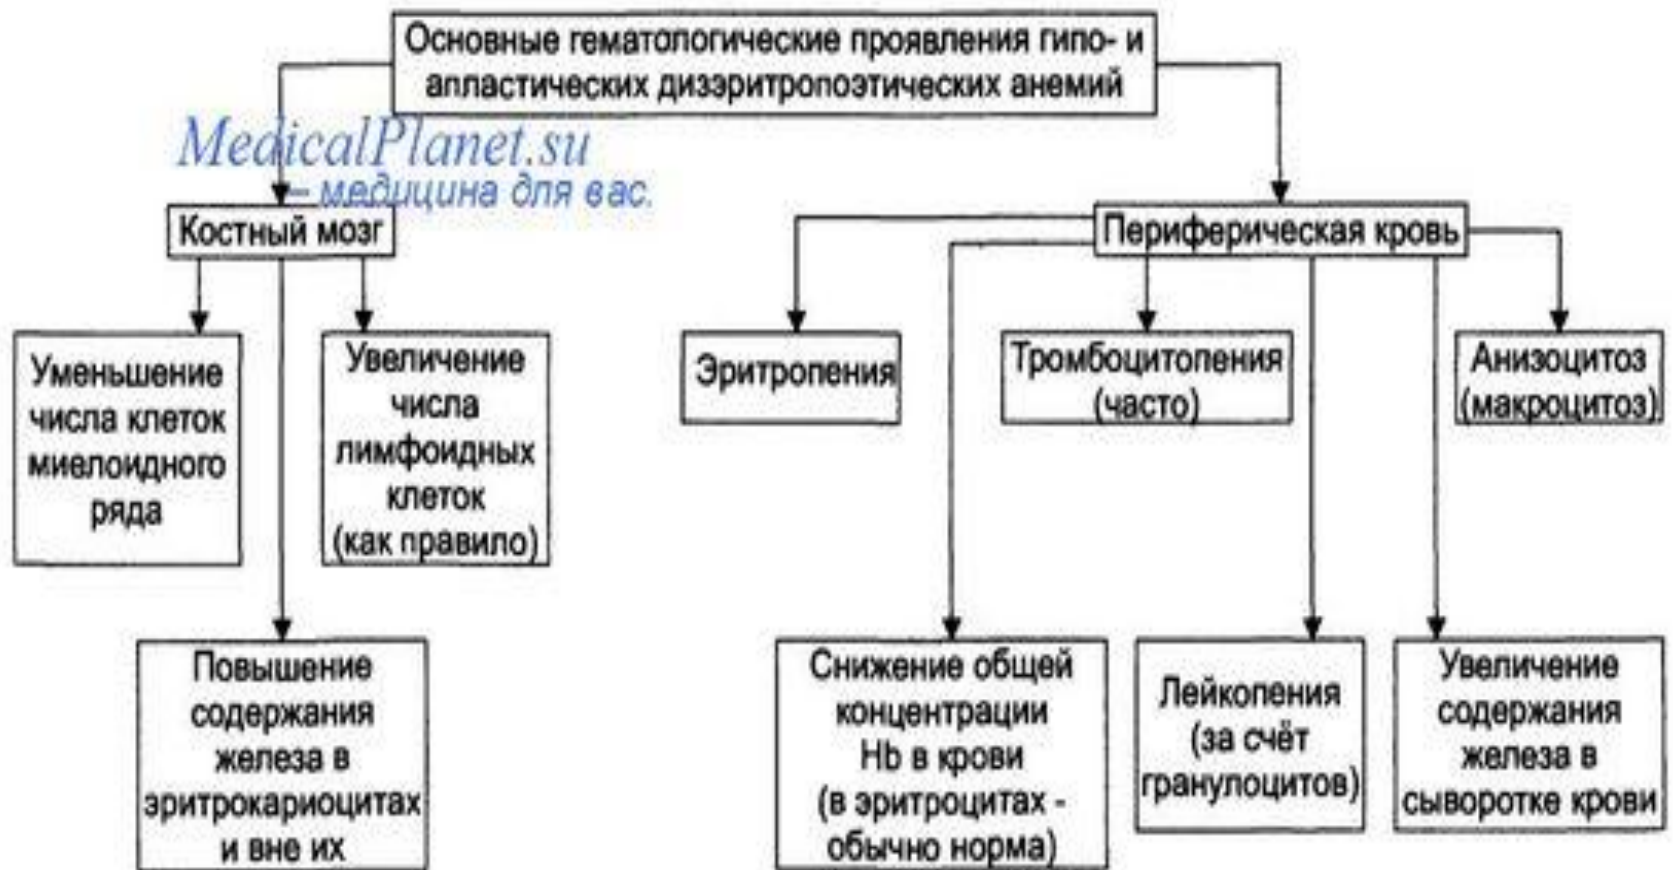 Основные гематологические проявления гипо- и
апластических дизэритропоэтических анемий
MedicalPlanet.su
– медицина для вас.
Костный мозг
Периферическая кровь
Уменьшение
числа клеток
миелоидного
ряда
Увеличение
числа
лимфоидных
клеток
(как правило)
Эритропения
Тромбоцитопения
(часто)
Анизоцитоз
(макроцитоз)
Повышение
содержания
железа в
эритрокариоцитах
и вне их
Снижение общей
концентрации
Hb в крови
(в эритроцитах -
обычно норма)
Лейкопения
(за счёт
гранулоцитов)
Увеличение
содержания
железа в
сыворотке крови